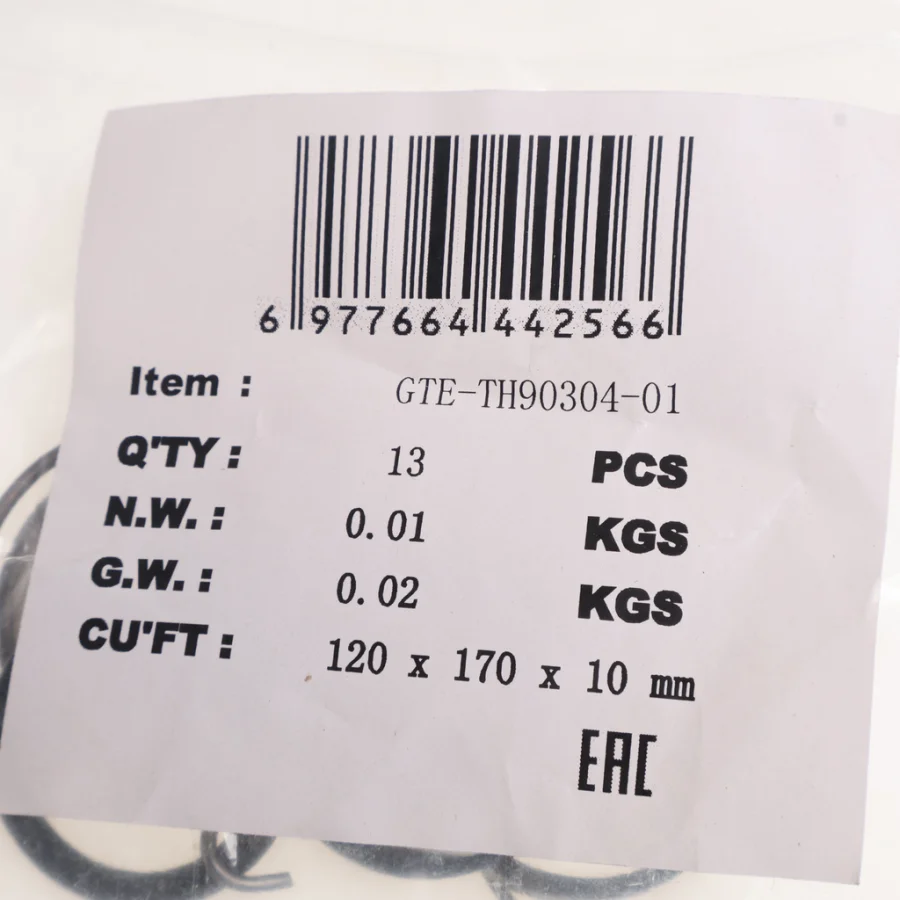 6 977664 442566
Item : GTE-TH90304-01
Q'TY : 13 PCS
N.W. : 0.01 KGS
G.W. : 0.02 KGS
CU'FT : 120 x 170 x 10 mm
EAC